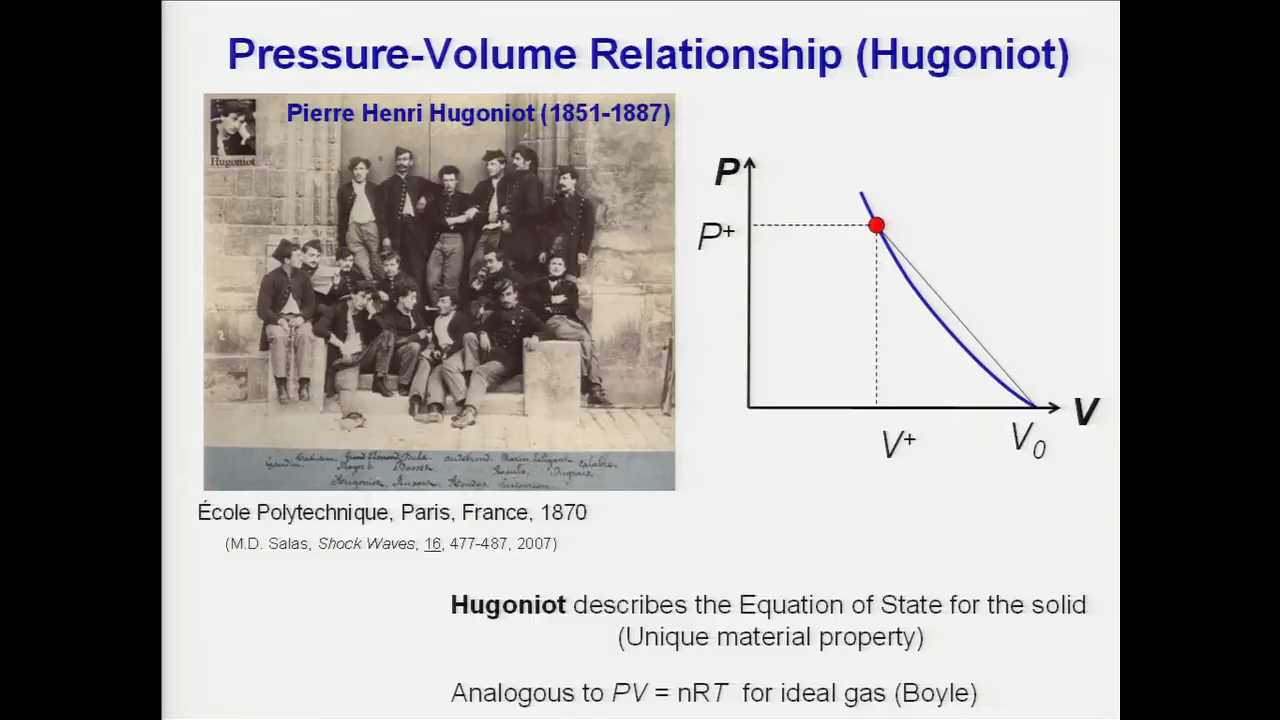 Pressure-Volume Relationship (Hugoniot)
Pierre Henri Hugoniot (1851-1887)
Hugoniot
P
P⁺
V
V⁺
V₀
École Polytechnique, Paris, France, 1870
(M.D. Salas, Shock Waves, 16, 477-487, 2007)
Hugoniot describes the Equation of State for the solid
(Unique material property)
Analogous to PV = nRT for ideal gas (Boyle)